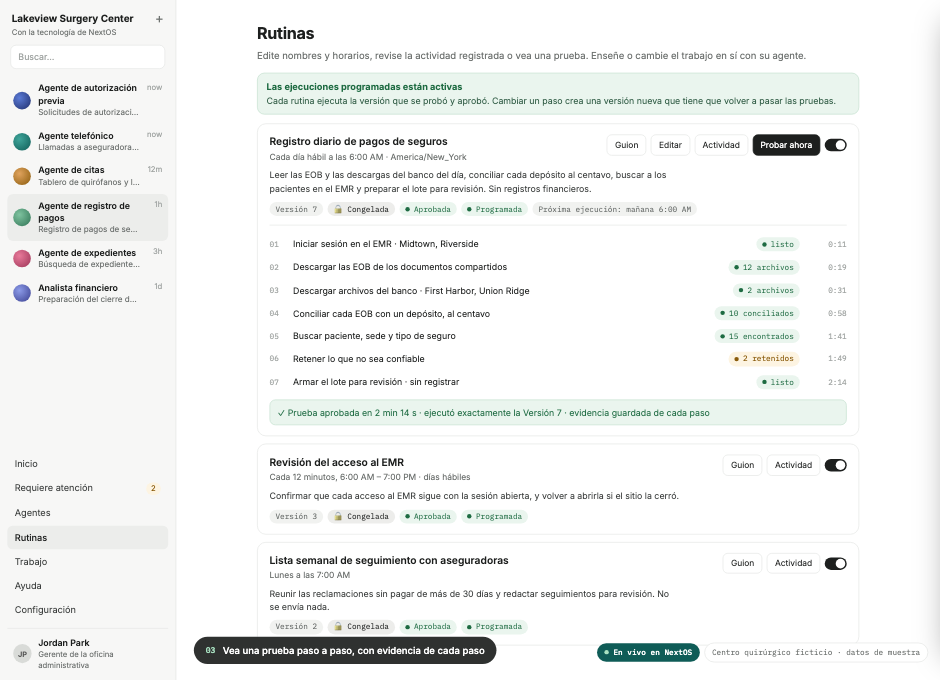 Lakeview Surgery Center
+
Con la tecnología de NextOS
Buscar...
Agente de autorización previa
now
Solicitudes de autorizaci...
Agente telefónico
now
Llamadas a aseguradora...
Agente de citas
12m
Tablero de quirófanos y l...
Agente de registro de pagos
1h
Registro de pagos de se...
Agente de expedientes
3h
Búsqueda de expediente...
Analista financiero
1d
Preparación del cierre d...
Inicio
Requiere atención
2
Agentes
Rutinas
Trabajo
Ayuda
Configuración
JP
Jordan Park
Gerente de la oficina administrativa
Rutinas
Edite nombres y horarios, revise la actividad registrada o vea una prueba. Enseñe o cambie el trabajo en sí con su agente.
Las ejecuciones programadas están activas
Cada rutina ejecuta la versión que se probó y aprobó. Cambiar un paso crea una versión nueva que tiene que volver a pasar las pruebas.
Registro diario de pagos de seguros
Guion
Editar
Actividad
Probar ahora
Cada día hábil a las 6:00 AM · America/New_York
Leer las EOB y las descargas del banco del día, conciliar cada depósito al centavo, buscar a los
pacientes en el EMR y preparar el lote para revisión. Sin registros financieros.
Versión 7
🔒 Congelada
Aprobada
Programada
Próxima ejecución: mañana 6:00 AM
01 Iniciar sesión en el EMR · Midtown, Riverside listo 0:11
02 Descargar las EOB de los documentos compartidos 12 archivos 0:19
03 Descargar archivos del banco · First Harbor, Union Ridge 2 archivos 0:31
04 Conciliar cada EOB con un depósito, al centavo 10 conciliados 0:58
05 Buscar paciente, sede y tipo de seguro 15 encontrados 1:41
06 Retener lo que no sea confiable 2 retenidos 1:49
07 Armar el lote para revisión · sin registrar listo 2:14
✓ Prueba aprobada en 2 min 14 s · ejecutó exactamente la Versión 7 · evidencia guardada de cada paso
Revisión del acceso al EMR
Guion
Actividad
Cada 12 minutos, 6:00 AM – 7:00 PM · días hábiles
Confirmar que cada acceso al EMR sigue con la sesión abierta, y volver a abrirla si el sitio la cerró.
Versión 3
🔒 Congelada
Aprobada
Programada
Lista semanal de seguimiento con aseguradoras
Guion
Actividad
Lunes a las 7:00 AM
Reunir las reclamaciones sin pagar de más de 30 días y redactar seguimientos para revisión. No
se envía nada.
Versión 2
🔒 Congelada
Aprobada
Programada
03 Vea una prueba paso a paso, con evidencia de cada paso
En vivo en NextOS
Centro quirúrgico ficticio · datos de muestra